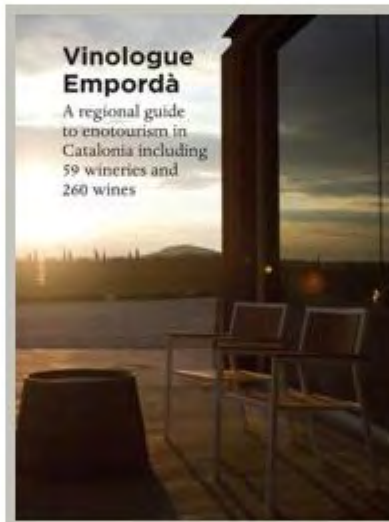 Vinologue
Empordà
A regional guide
to enotourism in
Catalonia including
59 wineries and
260 wines